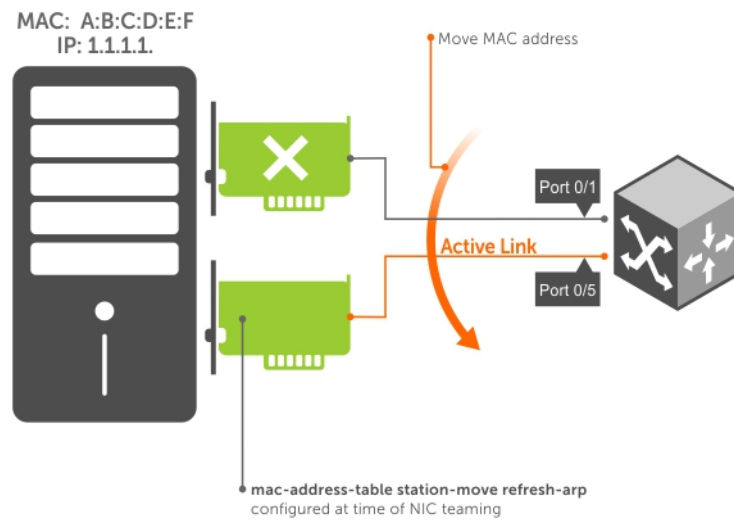 MAC: A:B:C:D:E:F
IP: 1.1.1.1.
Move MAC address
Port 0/1
Active Link
Port 0/5
mac-address-table station-move refresh-arp
configured at time of NIC teaming